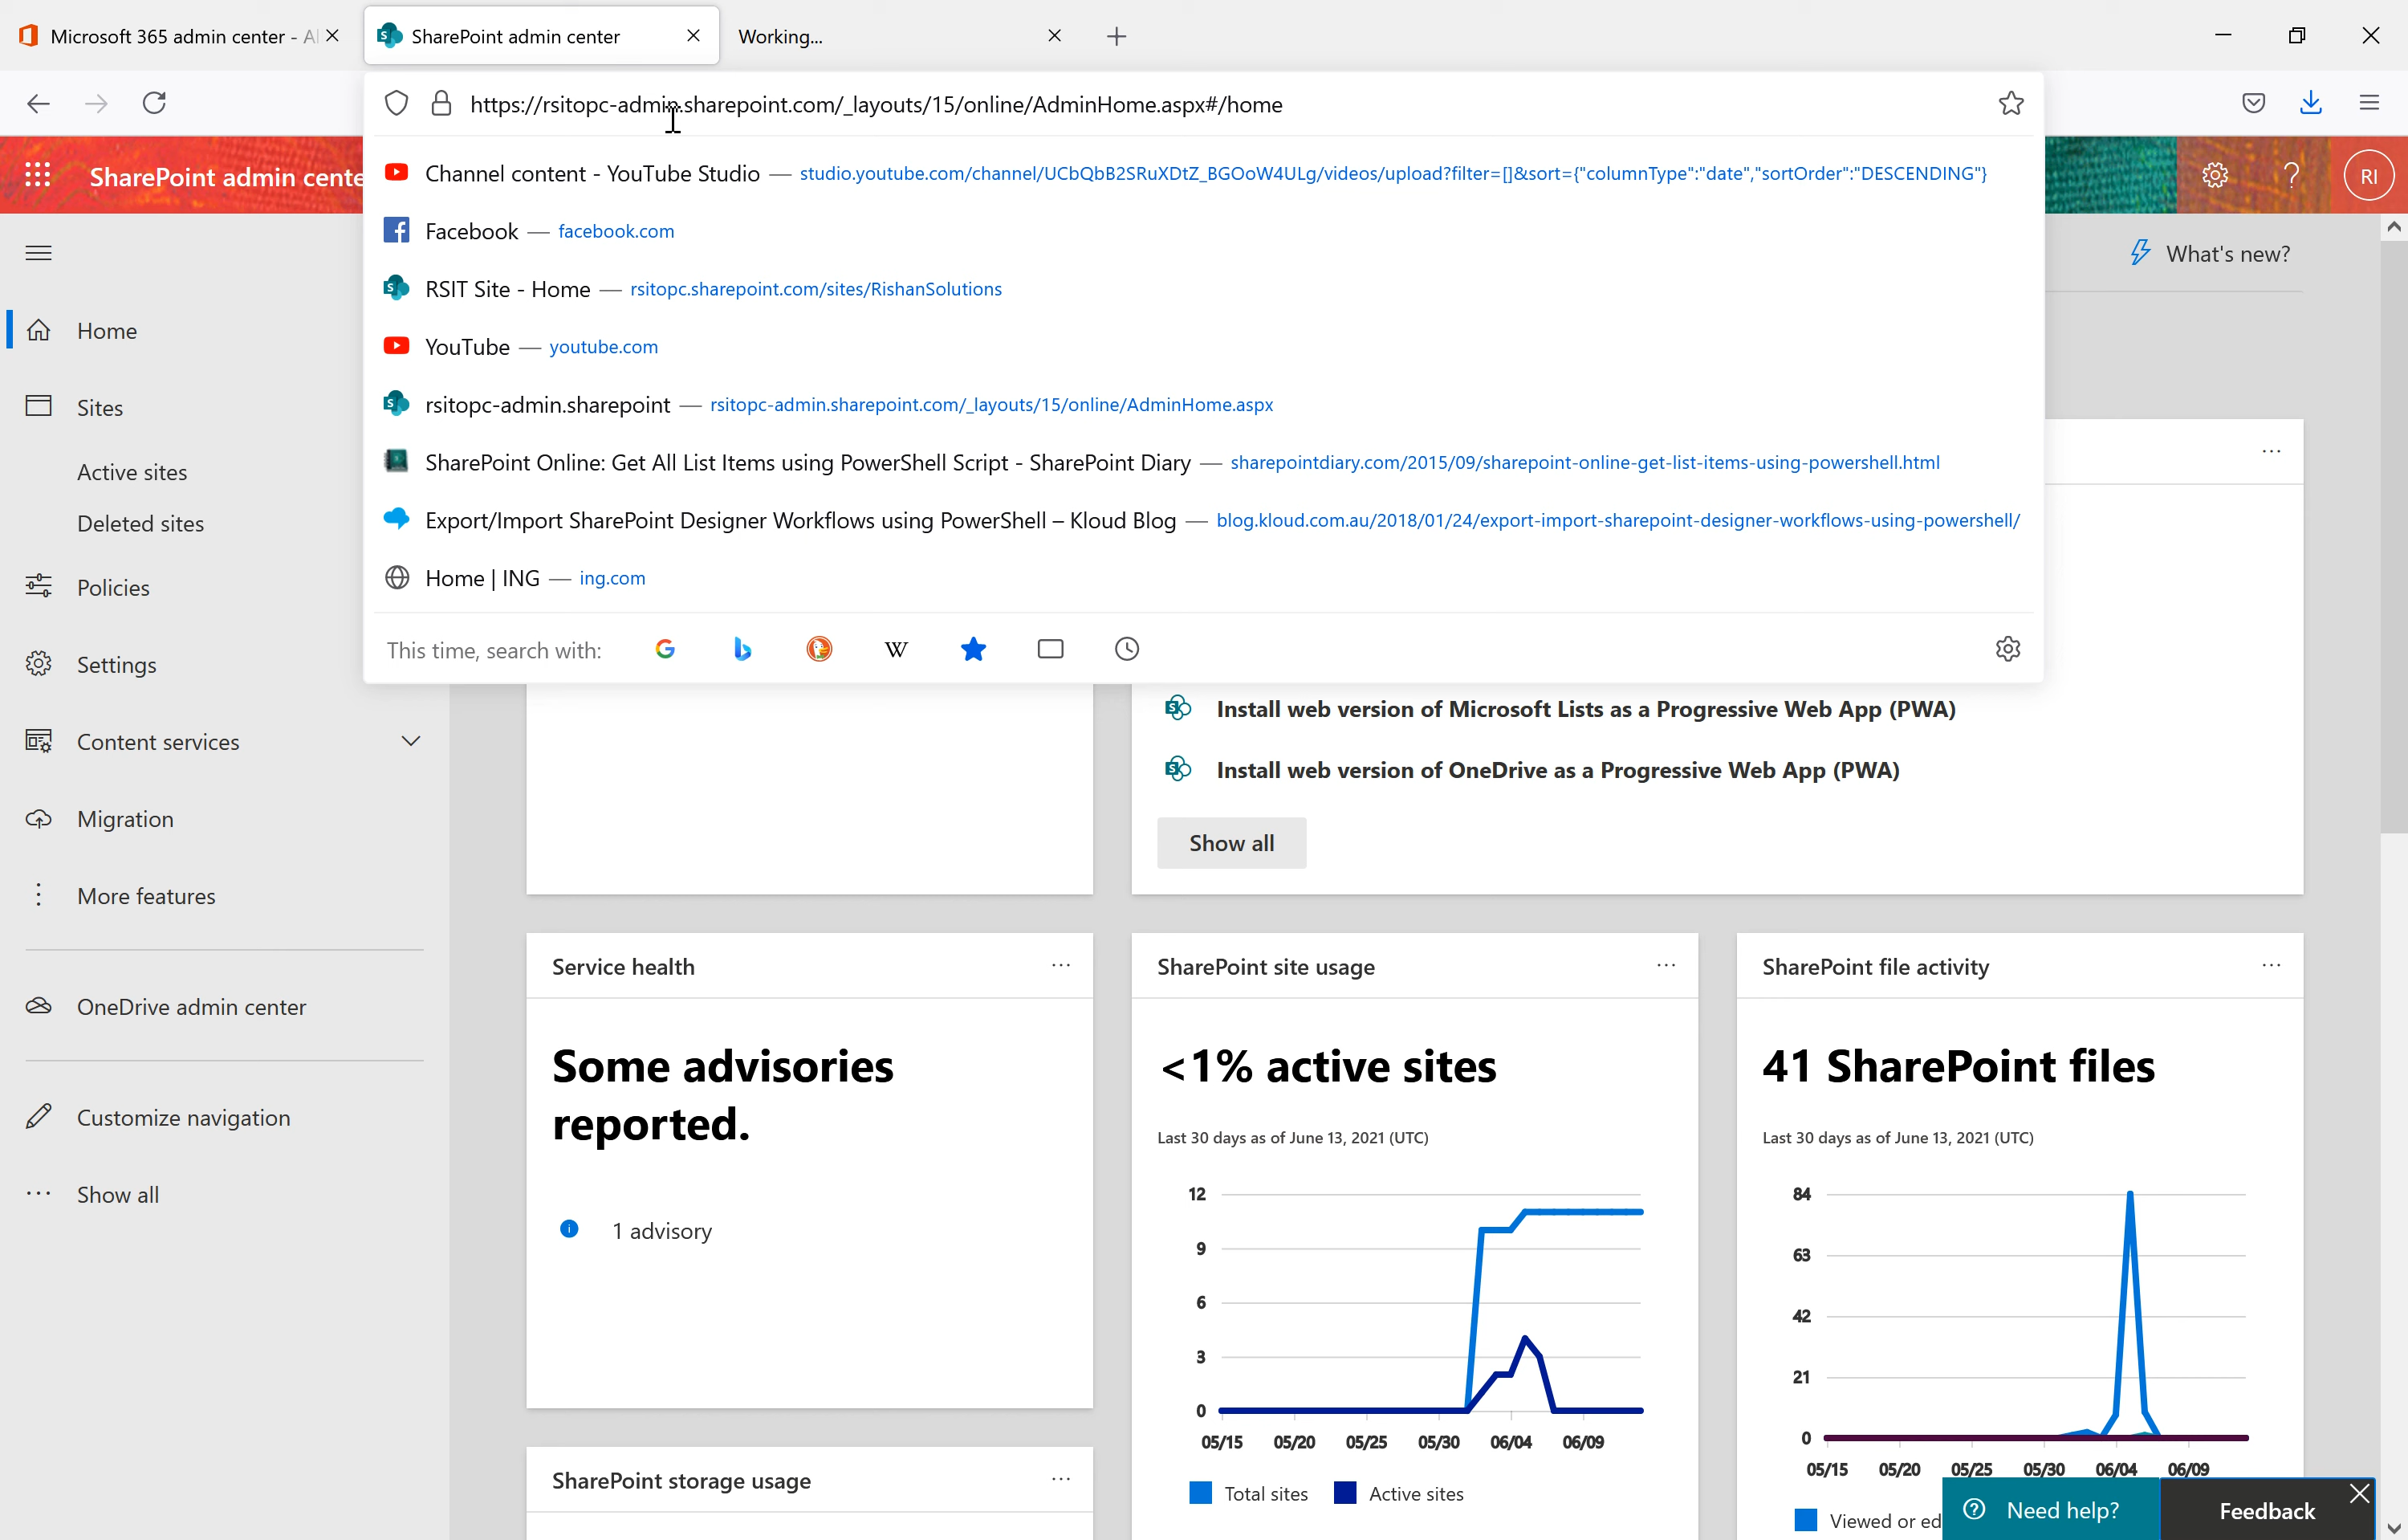 Microsoft 365 admin center - Al
SharePoint admin center
Working...
https://rsitopc-admin.sharepoint.com/_layouts/15/online/AdminHome.aspx#/home
Channel content - YouTube Studio — studio.youtube.com/channel/UCbQbB2SRuXDtZ_BGOoW4ULg/videos/upload?filter=[]&sort={"columnType":"date","sortOrder":"DESCENDING"}
Facebook — facebook.com
RSIT Site - Home — rsitopc.sharepoint.com/sites/RishanSolutions
YouTube — youtube.com
rsitopc-admin.sharepoint — rsitopc-admin.sharepoint.com/_layouts/15/online/AdminHome.aspx
SharePoint Online: Get All List Items using PowerShell Script - SharePoint Diary — sharepointdiary.com/2015/09/sharepoint-online-get-list-items-using-powershell.html
Export/Import SharePoint Designer Workflows using PowerShell – Kloud Blog — blog.kloud.com.au/2018/01/24/export-import-sharepoint-designer-workflows-using-powershell/
Home | ING — ing.com
This time, search with:
SharePoint admin cente
RI
What's new?
Home
Sites
Active sites
Deleted sites
Policies
Settings
Content services
Migration
More features
OneDrive admin center
Customize navigation
Show all
Install web version of Microsoft Lists as a Progressive Web App (PWA)
Install web version of OneDrive as a Progressive Web App (PWA)
Show all
Service health
Some advisories
reported.
1 advisory
SharePoint storage usage
SharePoint site usage
<1% active sites
Last 30 days as of June 13, 2021 (UTC)
12
9
6
3
0
05/15 05/20 05/25 05/30 06/04 06/09
Total sites Active sites
SharePoint file activity
41 SharePoint files
Last 30 days as of June 13, 2021 (UTC)
84
63
42
21
0
05/15 05/20 05/25 05/30 06/04 06/09
Viewed or ed
Need help?
Feedback